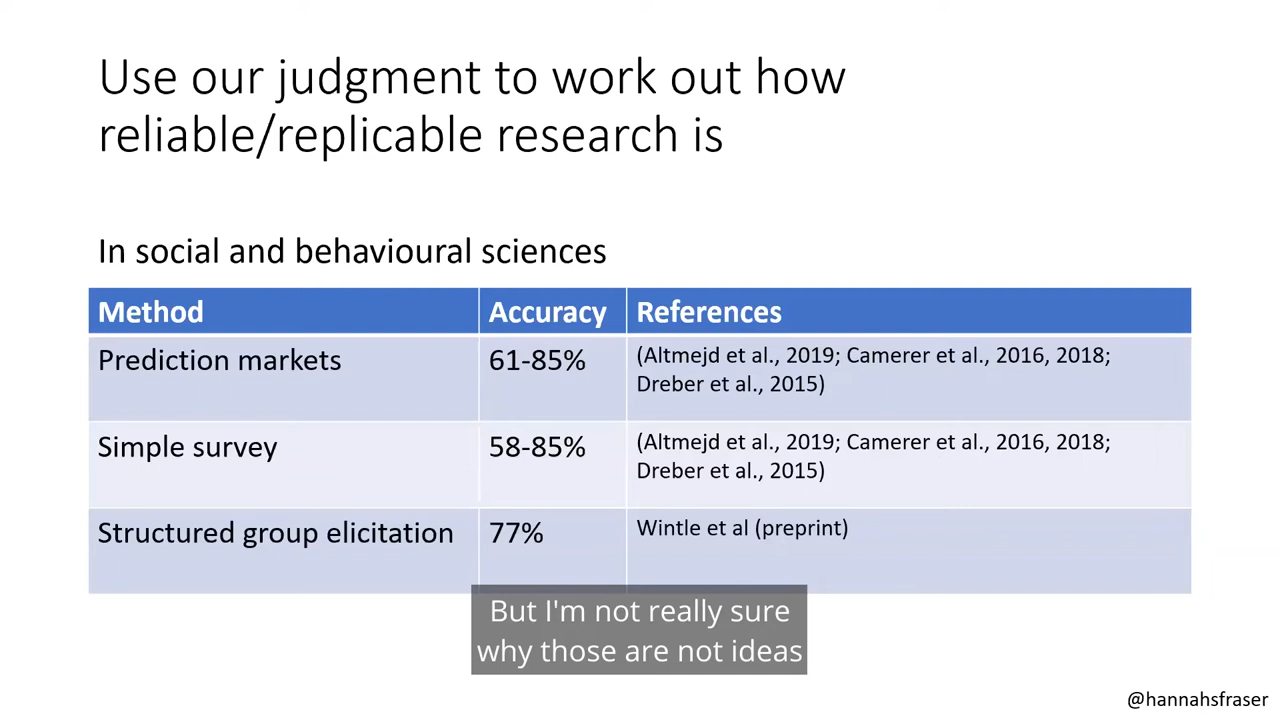 Use our judgment to work out how
reliable/replicable research is
In social and behavioural sciences
Method Accuracy References
Prediction markets 61-85% (Altmejd et al., 2019; Camerer et al., 2016, 2018;
Dreber et al., 2015)
Simple survey 58-85% (Altmejd et al., 2019; Camerer et al., 2016, 2018;
Dreber et al., 2015)
Structured group elicitation 77% Wintle et al (preprint)
But I'm not really sure
why those are not ideas
@hannahsfraser